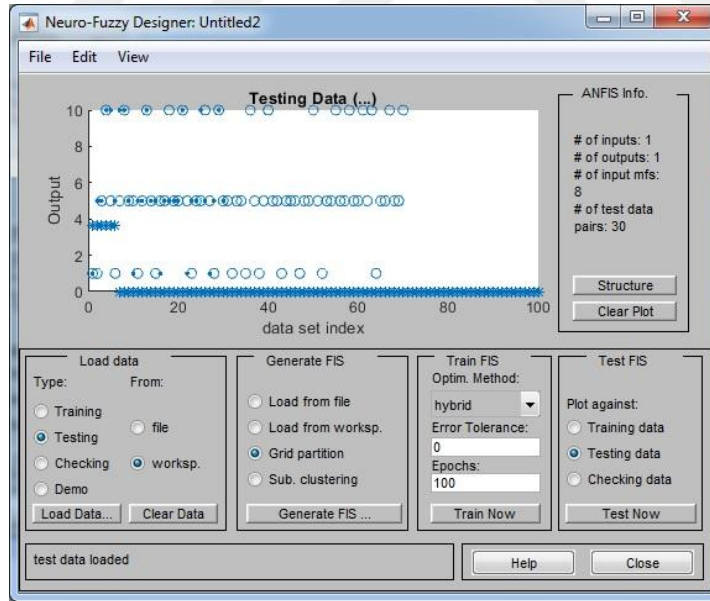 Neuro-Fuzzy Designer: Untitled2
File Edit View
Testing Data (...)
10
8
6
4
2
0
Output
0 20 40 60 80 100
data set index
ANFIS Info.
# of inputs: 1
# of outputs: 1
# of input mfs:
8
# of test data
pairs: 30
Structure
Clear Plot
Load data
Type: From:
Training
Testing
Checking
Demo
file
worksp.
Load Data... Clear Data
Generate FIS
Load from file
Load from worksp.
Grid partition
Sub. clustering
Generate FIS ...
Train FIS
Optim. Method:
hybrid
Error Tolerance:
0
Epochs:
100
Train Now
Test FIS
Plot against:
Training data
Testing data
Checking data
Test Now
test data loaded
Help Close